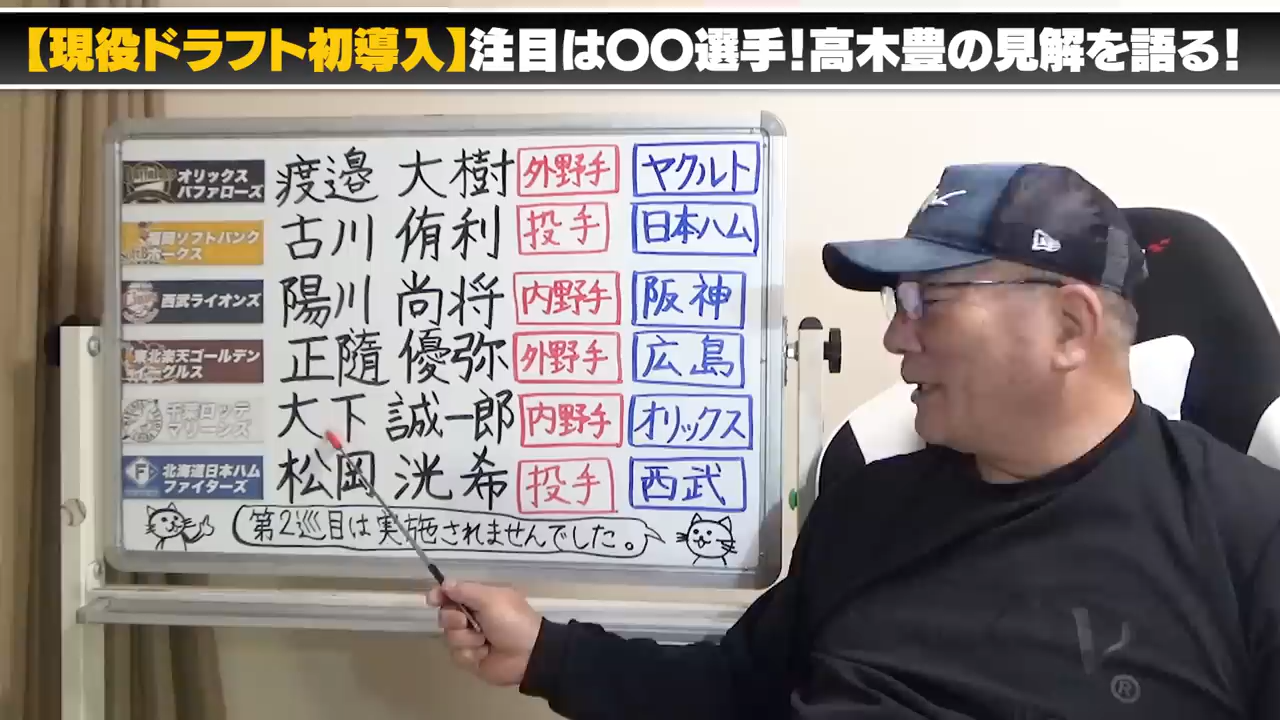 【現役ドラフト初導入】注目は〇〇選手!高木豊の見解を語る!
オリックス
バファローズ
渡邉 大樹 外野手 ヤクルト
福岡ソフトバンク
ホークス
古川 侑利 投手 日本ハム
西武ライオンズ
陽川 尚将 内野手 阪神
東北楽天ゴールデン
イーグルス
正隨 優弥 外野手 広島
千葉ロッテ
マリーンズ
大下 誠一郎 内野手 オリックス
F
北海道日本ハム
ファイターズ
松岡 洸希 投手 西武
第2巡目は実施されませんでした。
®